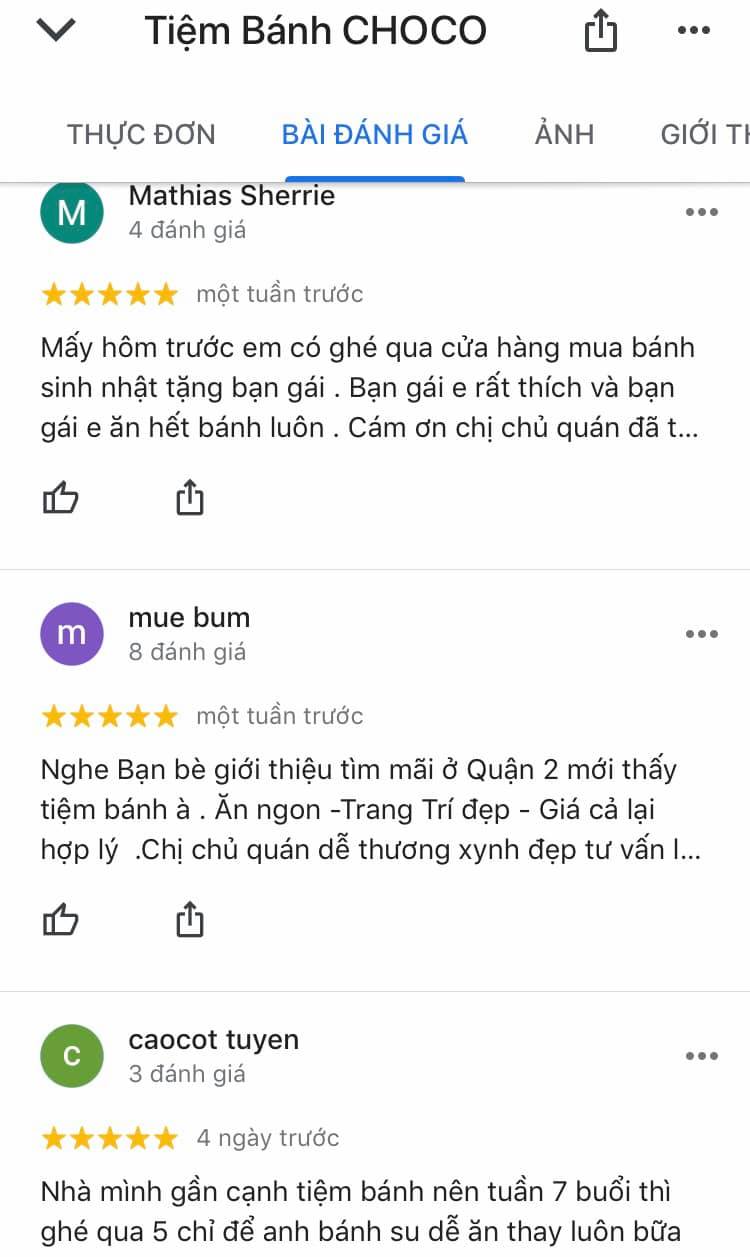 Tiệm Bánh CHOCO
THỰC ĐƠN BÀI ĐÁNH GIÁ ẢNH GIỚI TH
Mathias Sherrie
4 đánh giá
một tuần trước
Mấy hôm trước em có ghé qua cửa hàng mua bánh
sinh nhật tặng bạn gái . Bạn gái e rất thích và bạn
gái e ăn hết bánh luôn . Cám ơn chị chủ quán đã t...
mue bum
8 đánh giá
một tuần trước
Nghe Bạn bè giới thiệu tìm mãi ở Quận 2 mới thấy
tiệm bánh à . Ăn ngon -Trang Trí đẹp - Giá cả lại
hợp lý  .Chị chủ quán dễ thương xynh đẹp tư vấn l...
caocot tuyen
3 đánh giá
4 ngày trước
Nhà mình gần cạnh tiệm bánh nên tuần 7 buổi thì
ghé qua 5 chỉ để anh bánh su dễ ăn thay luôn bữa